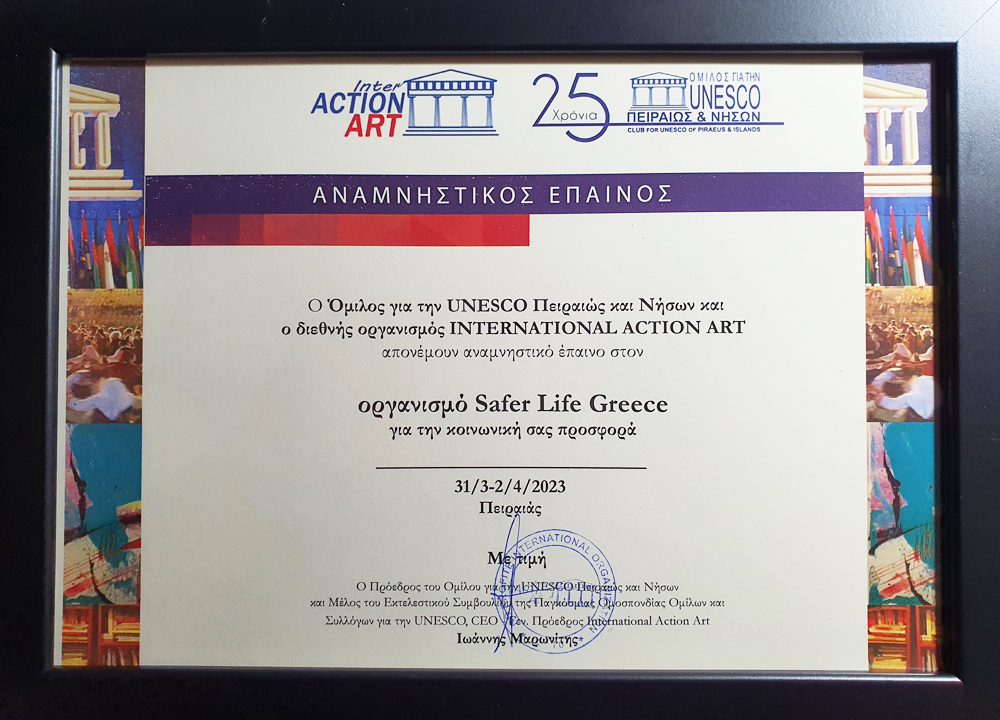 Inter
ACTION
ART
25
Χρόνια
ΟΜΙΛΟΣ ΓΙΑ ΤΗΝ
UNESCO
ΠΕΙΡΑΙΩΣ & ΝΗΣΩΝ
CLUB FOR UNESCO OF PIRAEUS & ISLANDS
ΑΝΑΜΝΗΣΤΙΚΟΣ ΕΠΑΙΝΟΣ
Ο Όμιλος για την UNESCO Πειραιώς και Νήσων και
ο διεθνής οργανισμός INTERNATIONAL ACTION ART
απονέμουν αναμνηστικό έπαινο στον
οργανισμό Safer Life Greece
για την κοινωνική σας προσφορά
31/3-2/4/2023
Πειραιάς
Με τιμή
Ο Πρόεδρος του Ομίλου για την UNESCO Πειραιώς και Νήσων
και Μέλος του Εκτελεστικού Συμβουλίου της Παγκόσμιας Ομοσπονδίας Ομίλων και
Συλλόγων για την UNESCO, CEO Γεν. Πρόεδρος International Action Art
Ιωάννης Μαρωνίτης
INTERNATIONAL